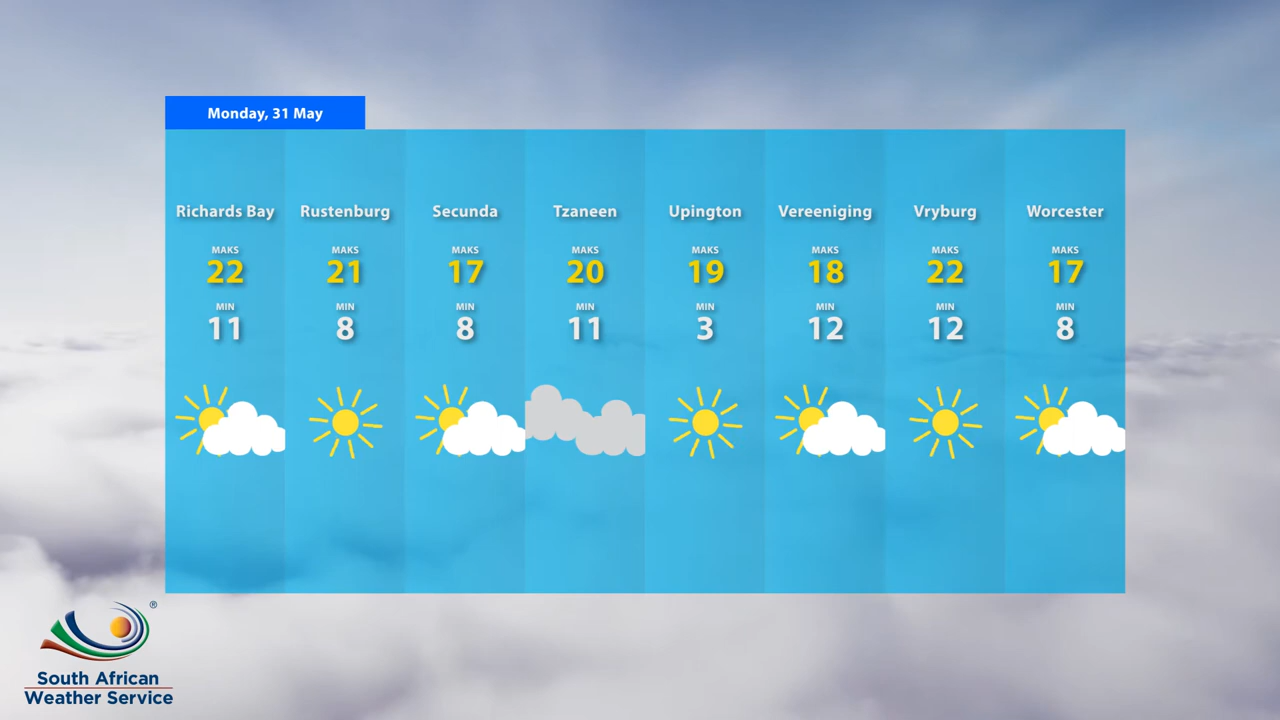 Monday, 31 May
Richards Bay Rustenburg Secunda Tzaneen Upington Vereeniging Vryburg Worcester
MAKS MAKS MAKS MAKS MAKS MAKS MAKS MAKS
22 21 17 20 19 18 22 17
MIN MIN MIN MIN MIN MIN MIN MIN
11 8 8 11 3 12 12 8
®
South African
Weather Service